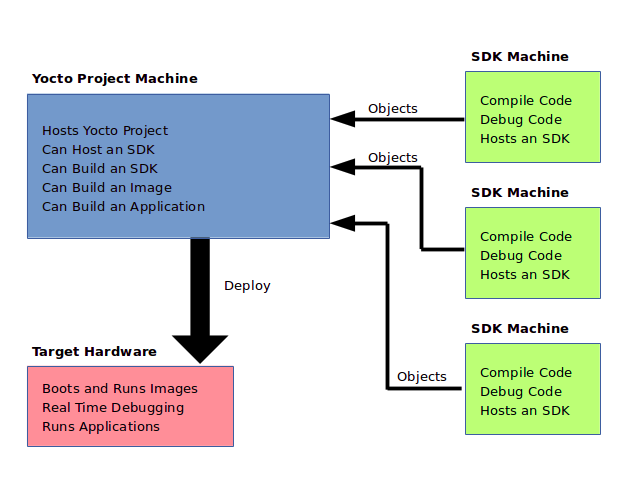 Yocto Project Machine
Hosts Yocto Project
Can Host an SDK
Can Build an SDK
Can Build an Image
Can Build an Application
Objects
Objects
Objects
SDK Machine
Compile Code
Debug Code
Hosts an SDK
SDK Machine
Compile Code
Debug Code
Hosts an SDK
SDK Machine
Compile Code
Debug Code
Hosts an SDK
Deploy
Target Hardware
Boots and Runs Images
Real Time Debugging
Runs Applications